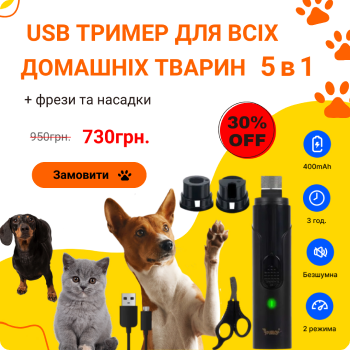 USB ТРИМЕР ДЛЯ ВСІХ
ДОМАШНІХ ТВАРИН 5 в 1
+ фрези та насадки
950грн. 730грн.
30%
OFF
Замовити
400mAh
3 год.
Безшумна
2 режима